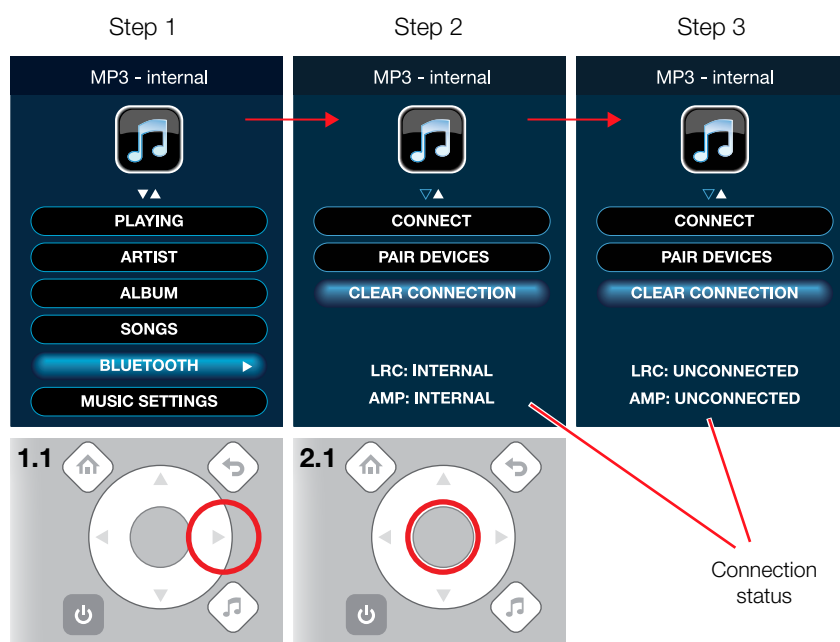 Step 1
Step 2
Step 3
MP3 - internal
PLAYING
ARTIST
ALBUM
SONGS
BLUETOOTH
MUSIC SETTINGS
MP3 - internal
CONNECT
PAIR DEVICES
CLEAR CONNECTION
LRC: INTERNAL
AMP: INTERNAL
MP3 - internal
CONNECT
PAIR DEVICES
CLEAR CONNECTION
LRC: UNCONNECTED
AMP: UNCONNECTED
1.1
2.1
Connection
status